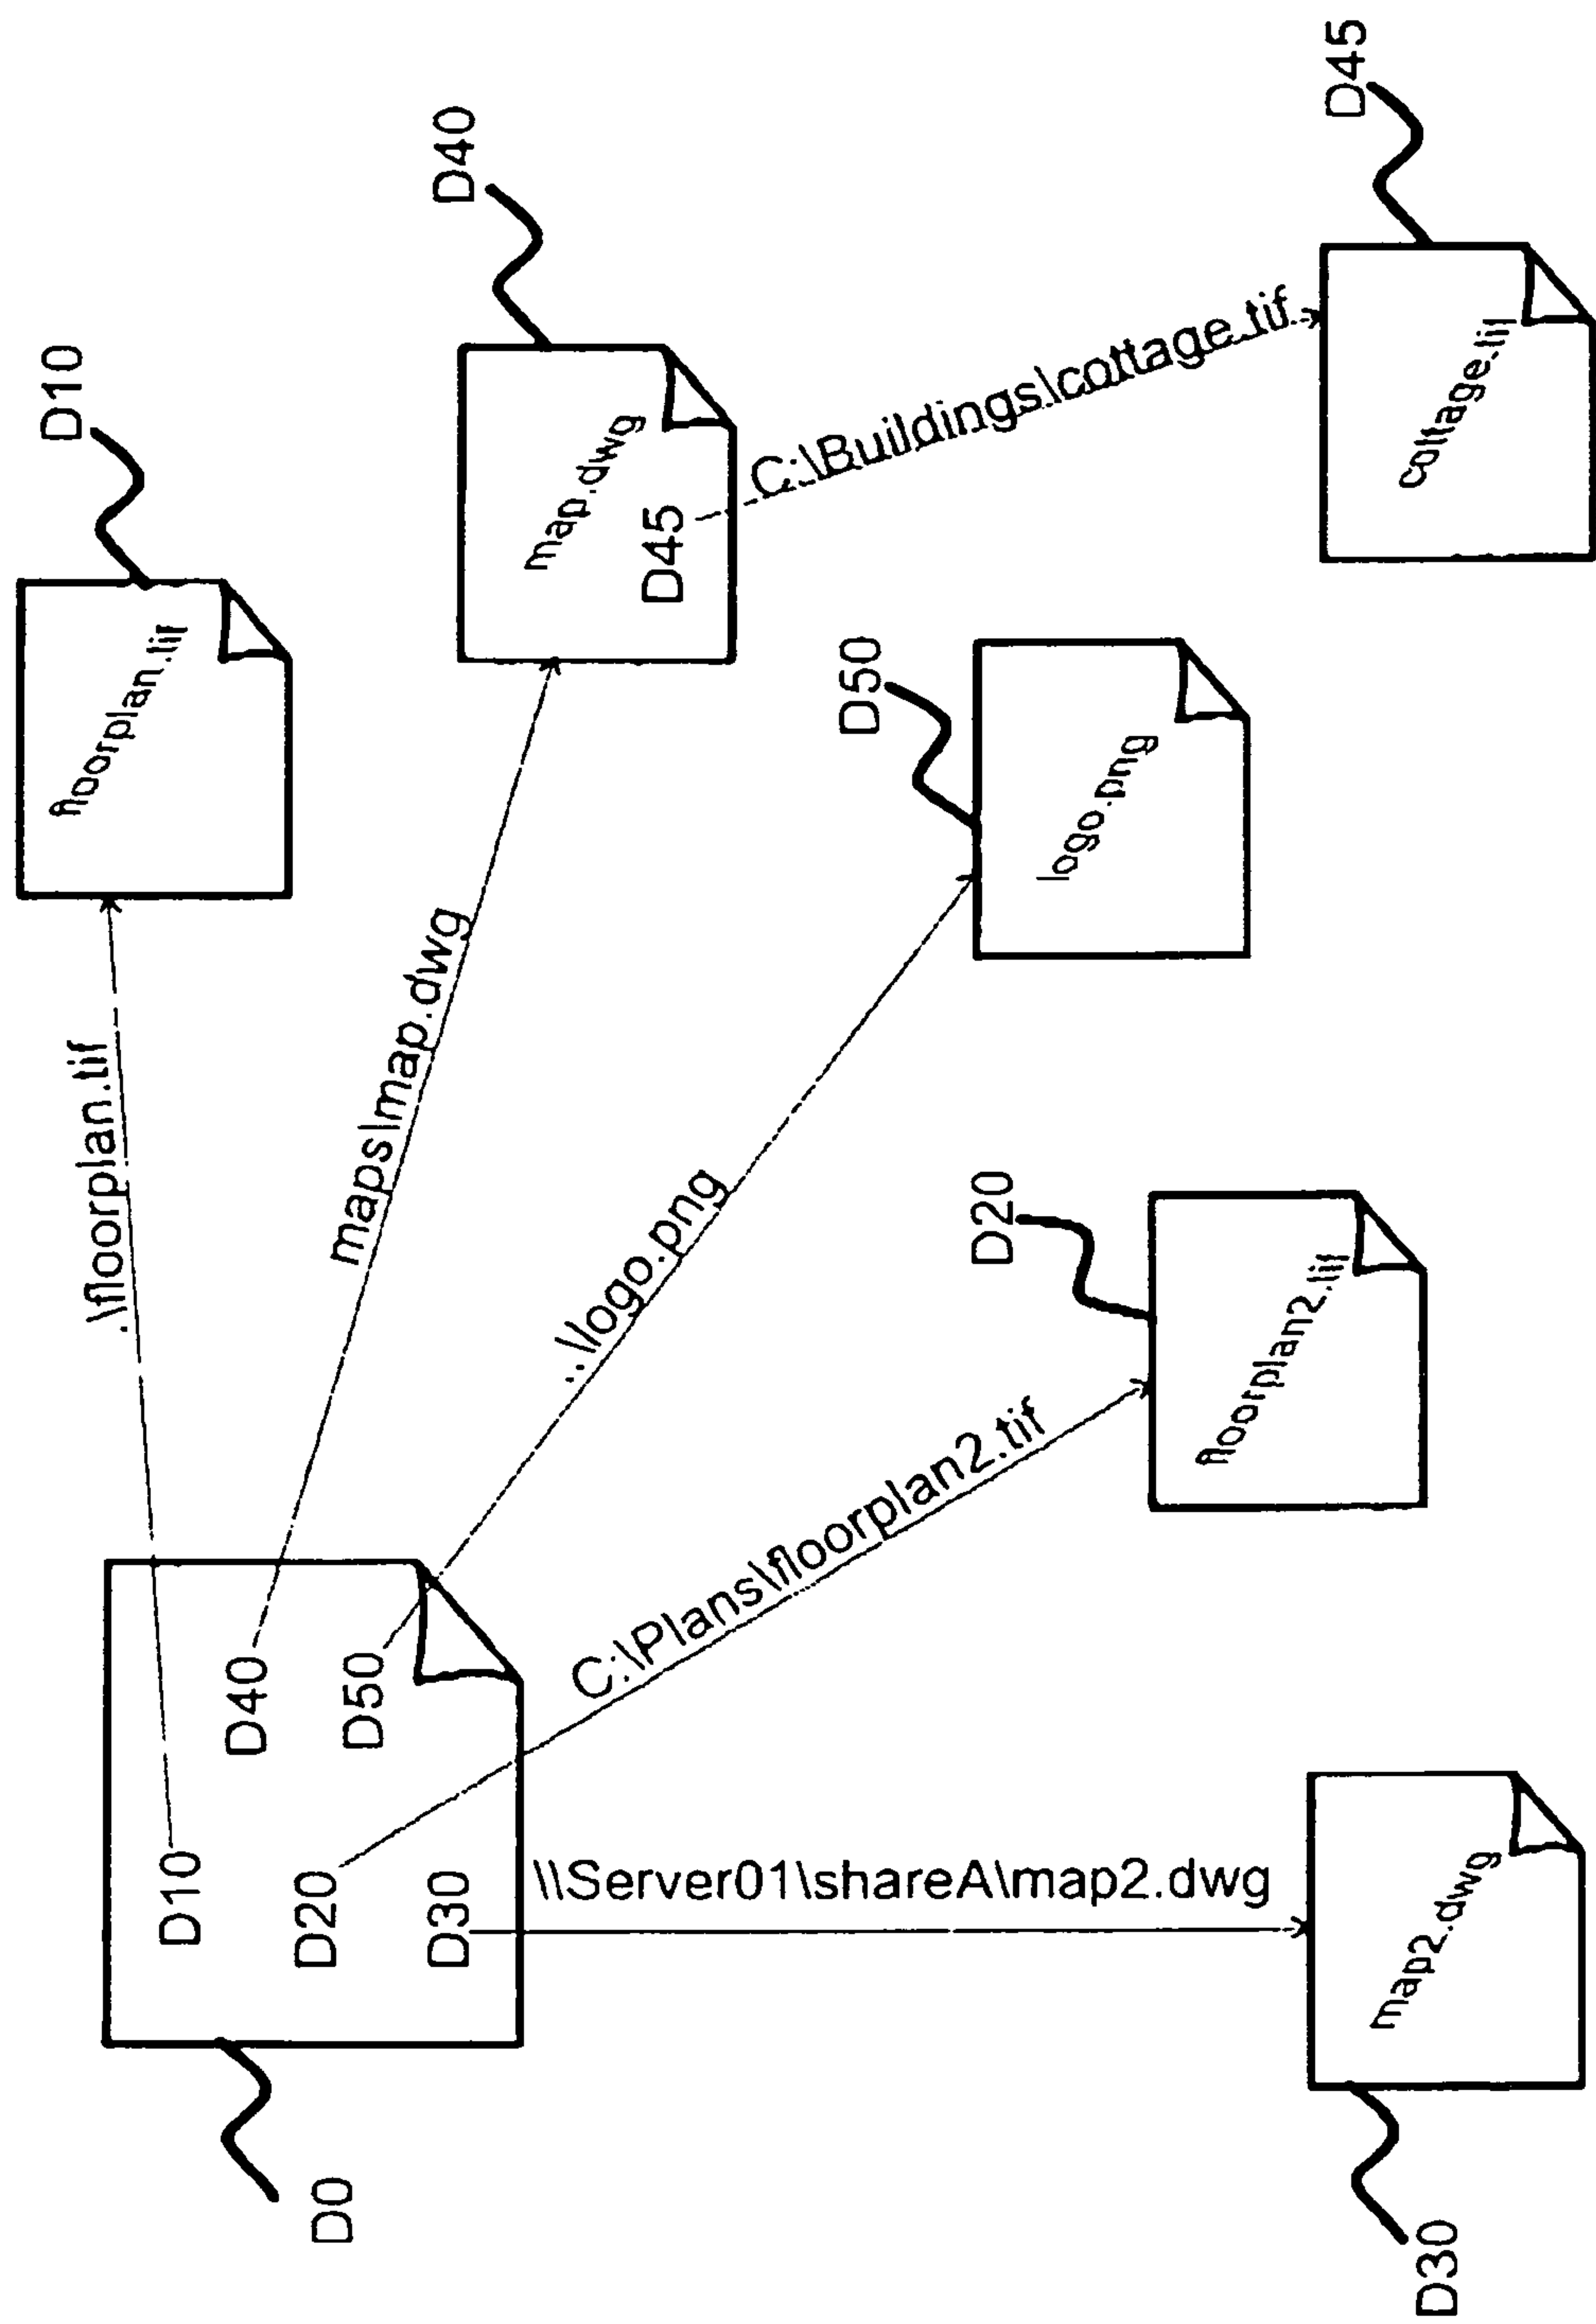 D0
D10
D40
D20
D50
D30
.\floorplan.tif
D10
floorplan.tif
maps\map.dwg
D40
map.dwg
D45
..\logo.png
D50
logo.png
C:\Plans\floorplan2.tif
D20
floorplan2.tif
\\Server01\shareA\map2.dwg
D30
map2.dwg
C:\Buildings\cottage.tif
D45
cottage.tif